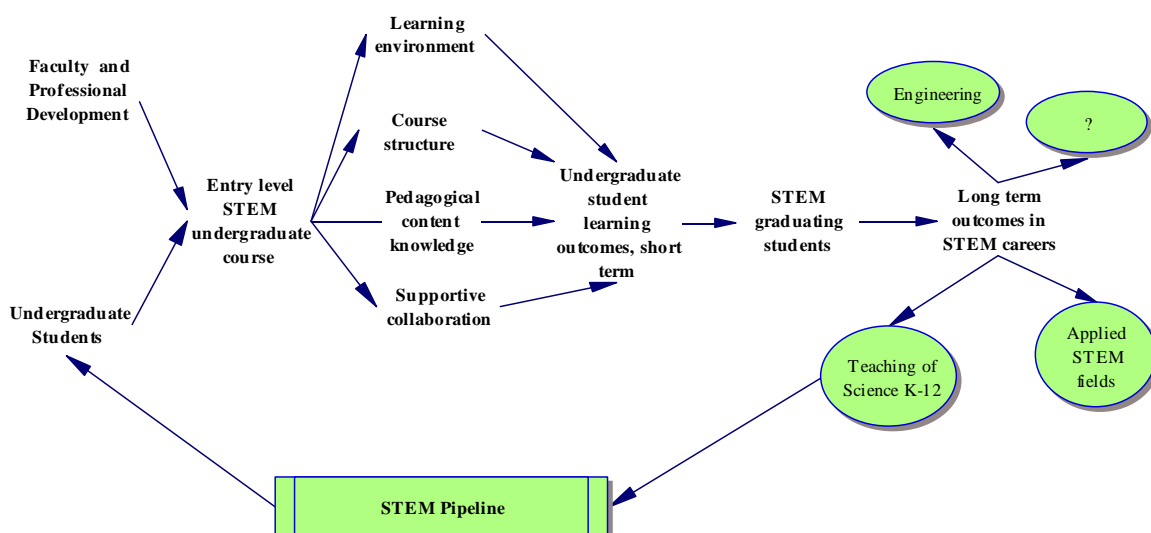 Learning
environment
Faculty and
Professional
Development
Engineering
?
Course
structure
Entry level
STEM
undergraduate
course
Pedagogical
content
knowledge
Undergraduate
student
learning
outcomes, short
term
STEM
graduating
students
Long term
outcomes in
STEM careers
Undergraduate
Students
Supportive
collaboration
Teaching of
Science K-12
Applied
STEM
fields
STEM Pipeline